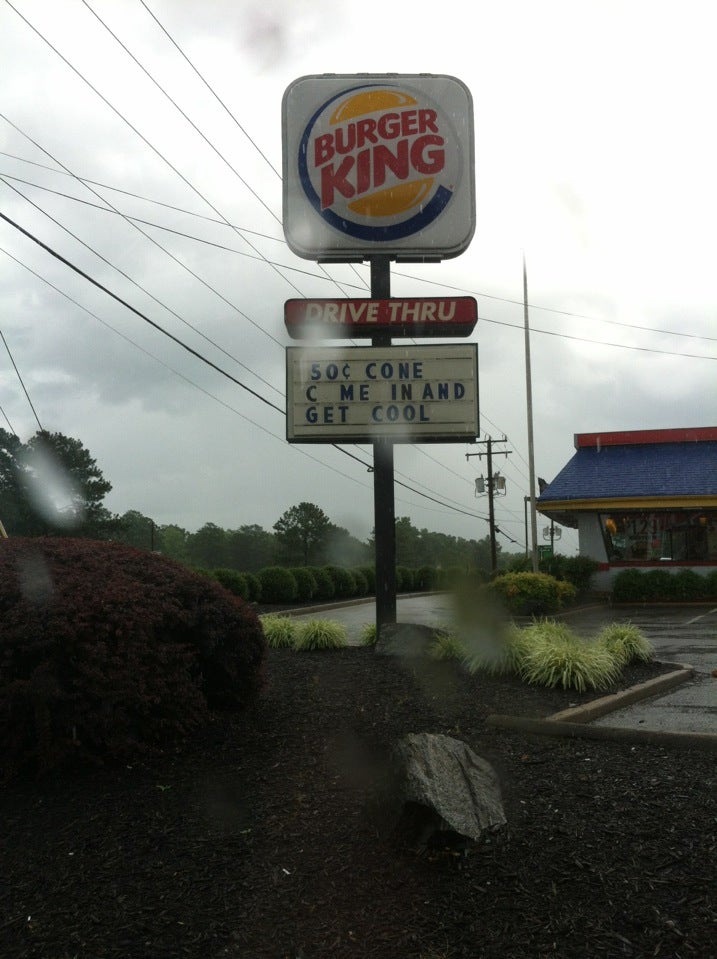 BURGER
KING
DRIVE THRU
50¢ CONE
C ME IN AND
GET COOL